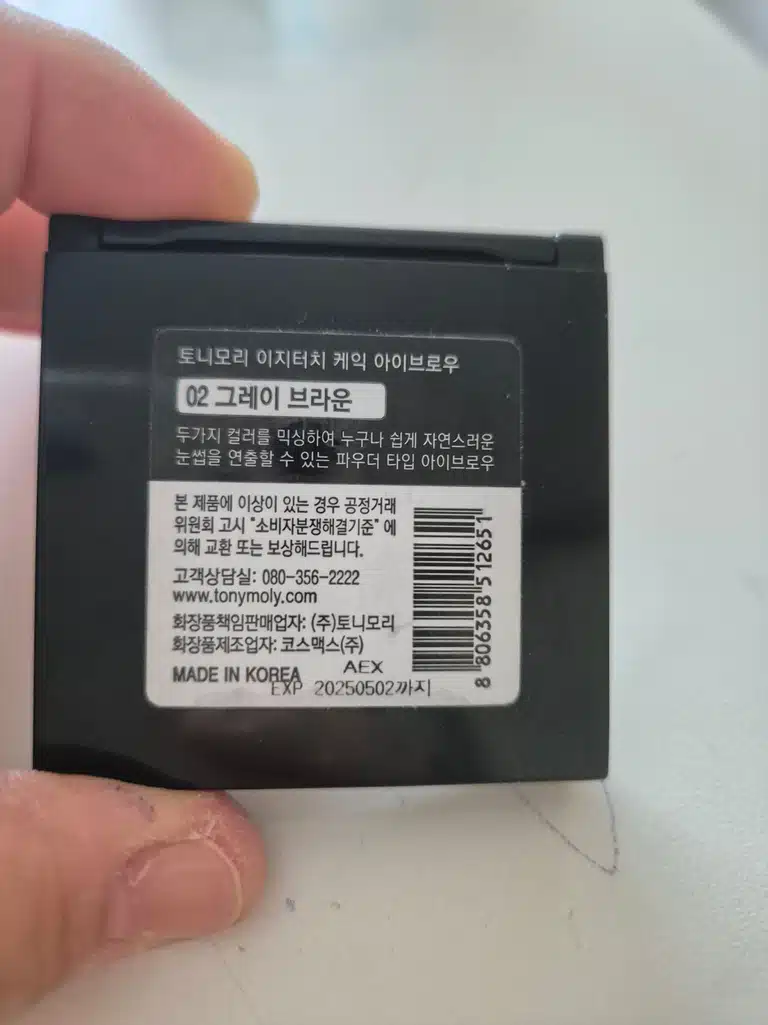 토니모리 이지터치 케익 아이브로우
02 그레이 브라운
두가지 컬러를 믹싱하여 누구나 쉽게 자연스러운
눈썹을 연출할 수 있는 파우더 타입 아이브로우
본 제품에 이상이 있는 경우 공정거래
위원회 고시 "소비자분쟁해결기준" 에
의해 교환 또는 보상해드립니다.
고객상담실: 080-356-2222
www.tonymoly.com
화장품책임판매업자: (주)토니모리
화장품제조업자: 코스맥스(주)
MADE IN KOREA
AEX
EXP 20250502까지
8 806358 512651